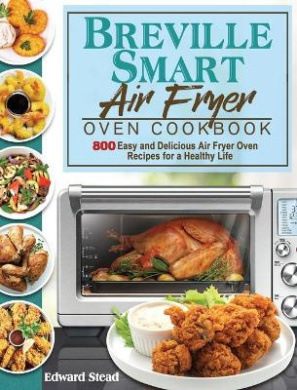 BREVILLE
SMART
Air Fryer
OVEN COOKBOOK
800 Easy and Delicious Air Fryer Oven
Recipes for a Healthy Life
Edward Stead